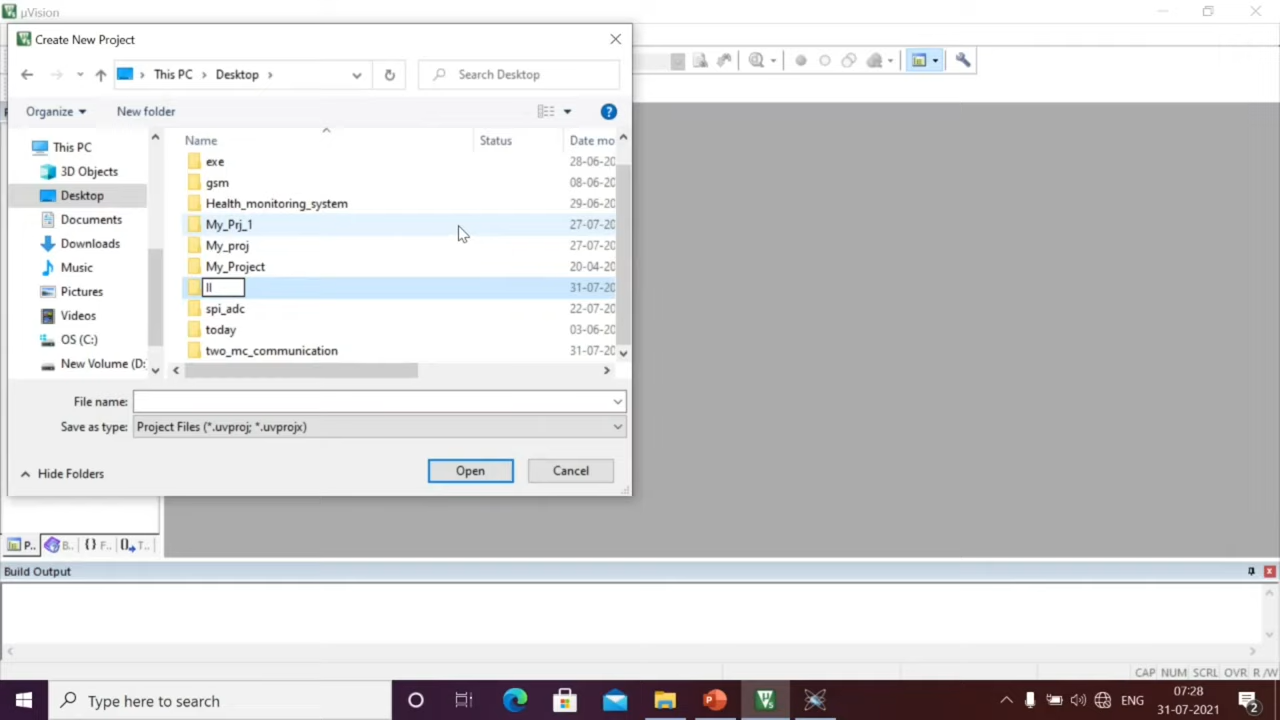 µVision
Create New Project
This PC
Desktop
Search Desktop
Organize
New folder
This PC
3D Objects
Desktop
Documents
Downloads
Music
Pictures
Videos
OS (C:)
New Volume (D:
Name Status Date mo
exe 28-06-20
gsm 08-06-20
Health_monitoring_system 29-06-20
My_Prj_1 27-07-20
My_proj 27-07-20
My_Project 20-04-20
ll 31-07-20
spi_adc 22-07-20
today 03-06-20
two_mc_communication 31-07-20
File name:
Save as type: Project Files (*.uvproj; *.uvprojx)
Hide Folders
Open
Cancel
P.. B.. {} F.. T..
Build Output
CAP NUM SCRL OVR R/W
Type here to search
ENG
07:28
31-07-2021
2